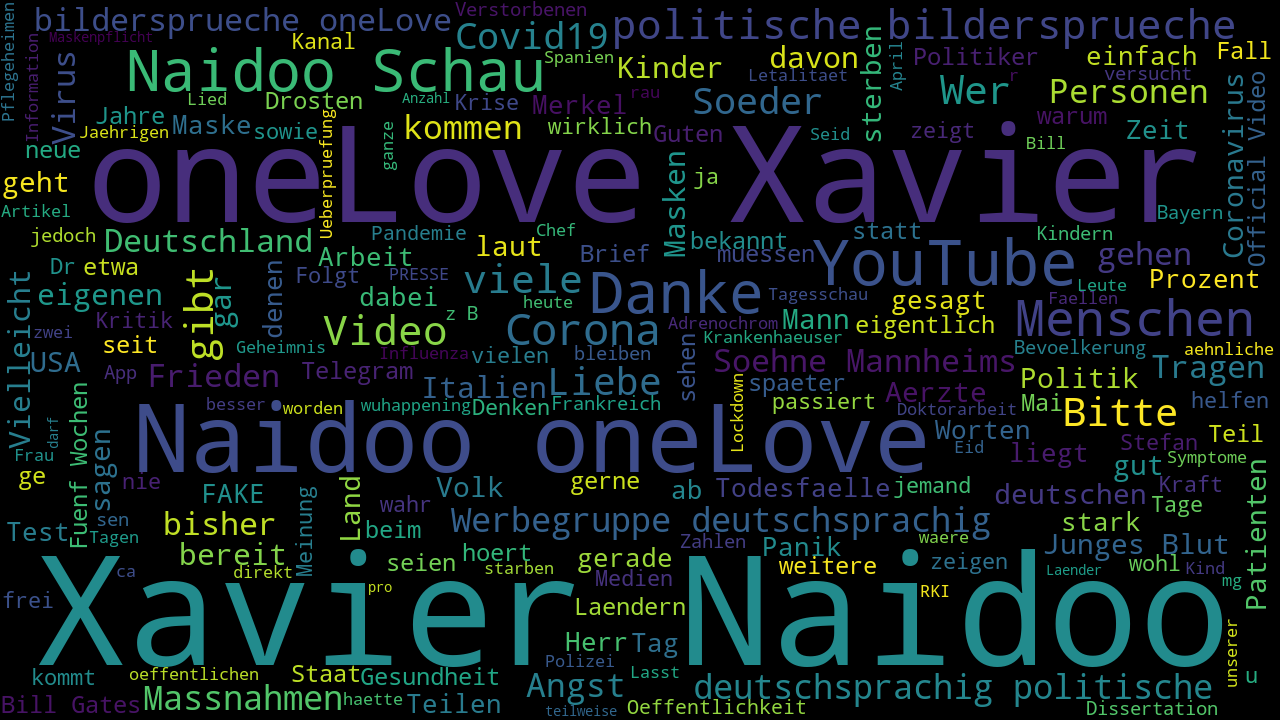 Pflegeheimen
bildersprueche oneLove
Verstorbenen
politische bildersprueche
Maskenpflicht
Information
Virus
Kanal
Covid19
Spanien
davon
sterben
April
Politiker
einfach
Fall
Naidoo Schau
Kinder
Letalitaet
versucht
r
Coronavirus
Official Video
Jahre
Lied
Drosten
Anzahl
Krise
Merkel
rau
Soeder
Wer
Personen
Jaehrigen
Maske
sowie
Ueberpruefung
ganze
kommen
wirklich
Guten
Seid
zeigt
warum
Bill
Zeit
neue
geht
oneLove Xavier
Masken
ja
Artikel
Bayern
jedoch
Deutschland
Pandemie
Chef
bekannt
statt
Kindern
Dr
etwa
Arbeit
laut
Brief
muessen
YouTube
gehen
Prozent
eigenen
gibt
gar
denen
Folgt
PRESSE
viele
Danke
Tagesschau
gesagt
Leute
Faellen
Vielleicht
dabei
z B
heute
Adrenochrom
Mann
eigentlich
Menschen
zwei
Kritik
seit
Geheimnis
Video
Corona
Krankenhaeuser
Bevoelkerung
aehnliche
USA
App
Frieden
Telegram
Influenza
vielen
bleiben
sehen
Soehne Mannheims
Politik
Tragen
Italien
Liebe
spaeter
Aerzte
besser
worden
wuhappening
Denken
Frankreich
Lockdown
passiert
Doktorarbeit
Mai
Bitte
helfen
darf
Fuenf Wochen
sagen
Naidoo oneLove
Worten
Eid
liegt
Stefan
Teil
Frau
gut
Symptome
ge
nie
FAKE
Meinung
Land
wahr
Volk
gerne
ab
Todesfaelle
jemand
deutschen
Kraft
Tage
Patienten
Test
sen
Tagen
bisher
beim
Werbegruppe deutschsprachig
stark
bereit
hoert
gerade
Zahlen
Panik
waere
Junges Blut
ca
direkt
seien
starben
Medien
weitere
zeigen
Laender
wohl
Kind
mg
frei
pro
Xavier Naidoo
Laendern
RKI
Herr
Tag
unserer
kommt
oeffentlichen
Staat
Gesundheit
Polizei
Lasst
u
Bill Gates
Massnahmen
haette
Teilen
Angst
teilweise
Oeffentlichkeit
deutschsprachig politische
Dissertation